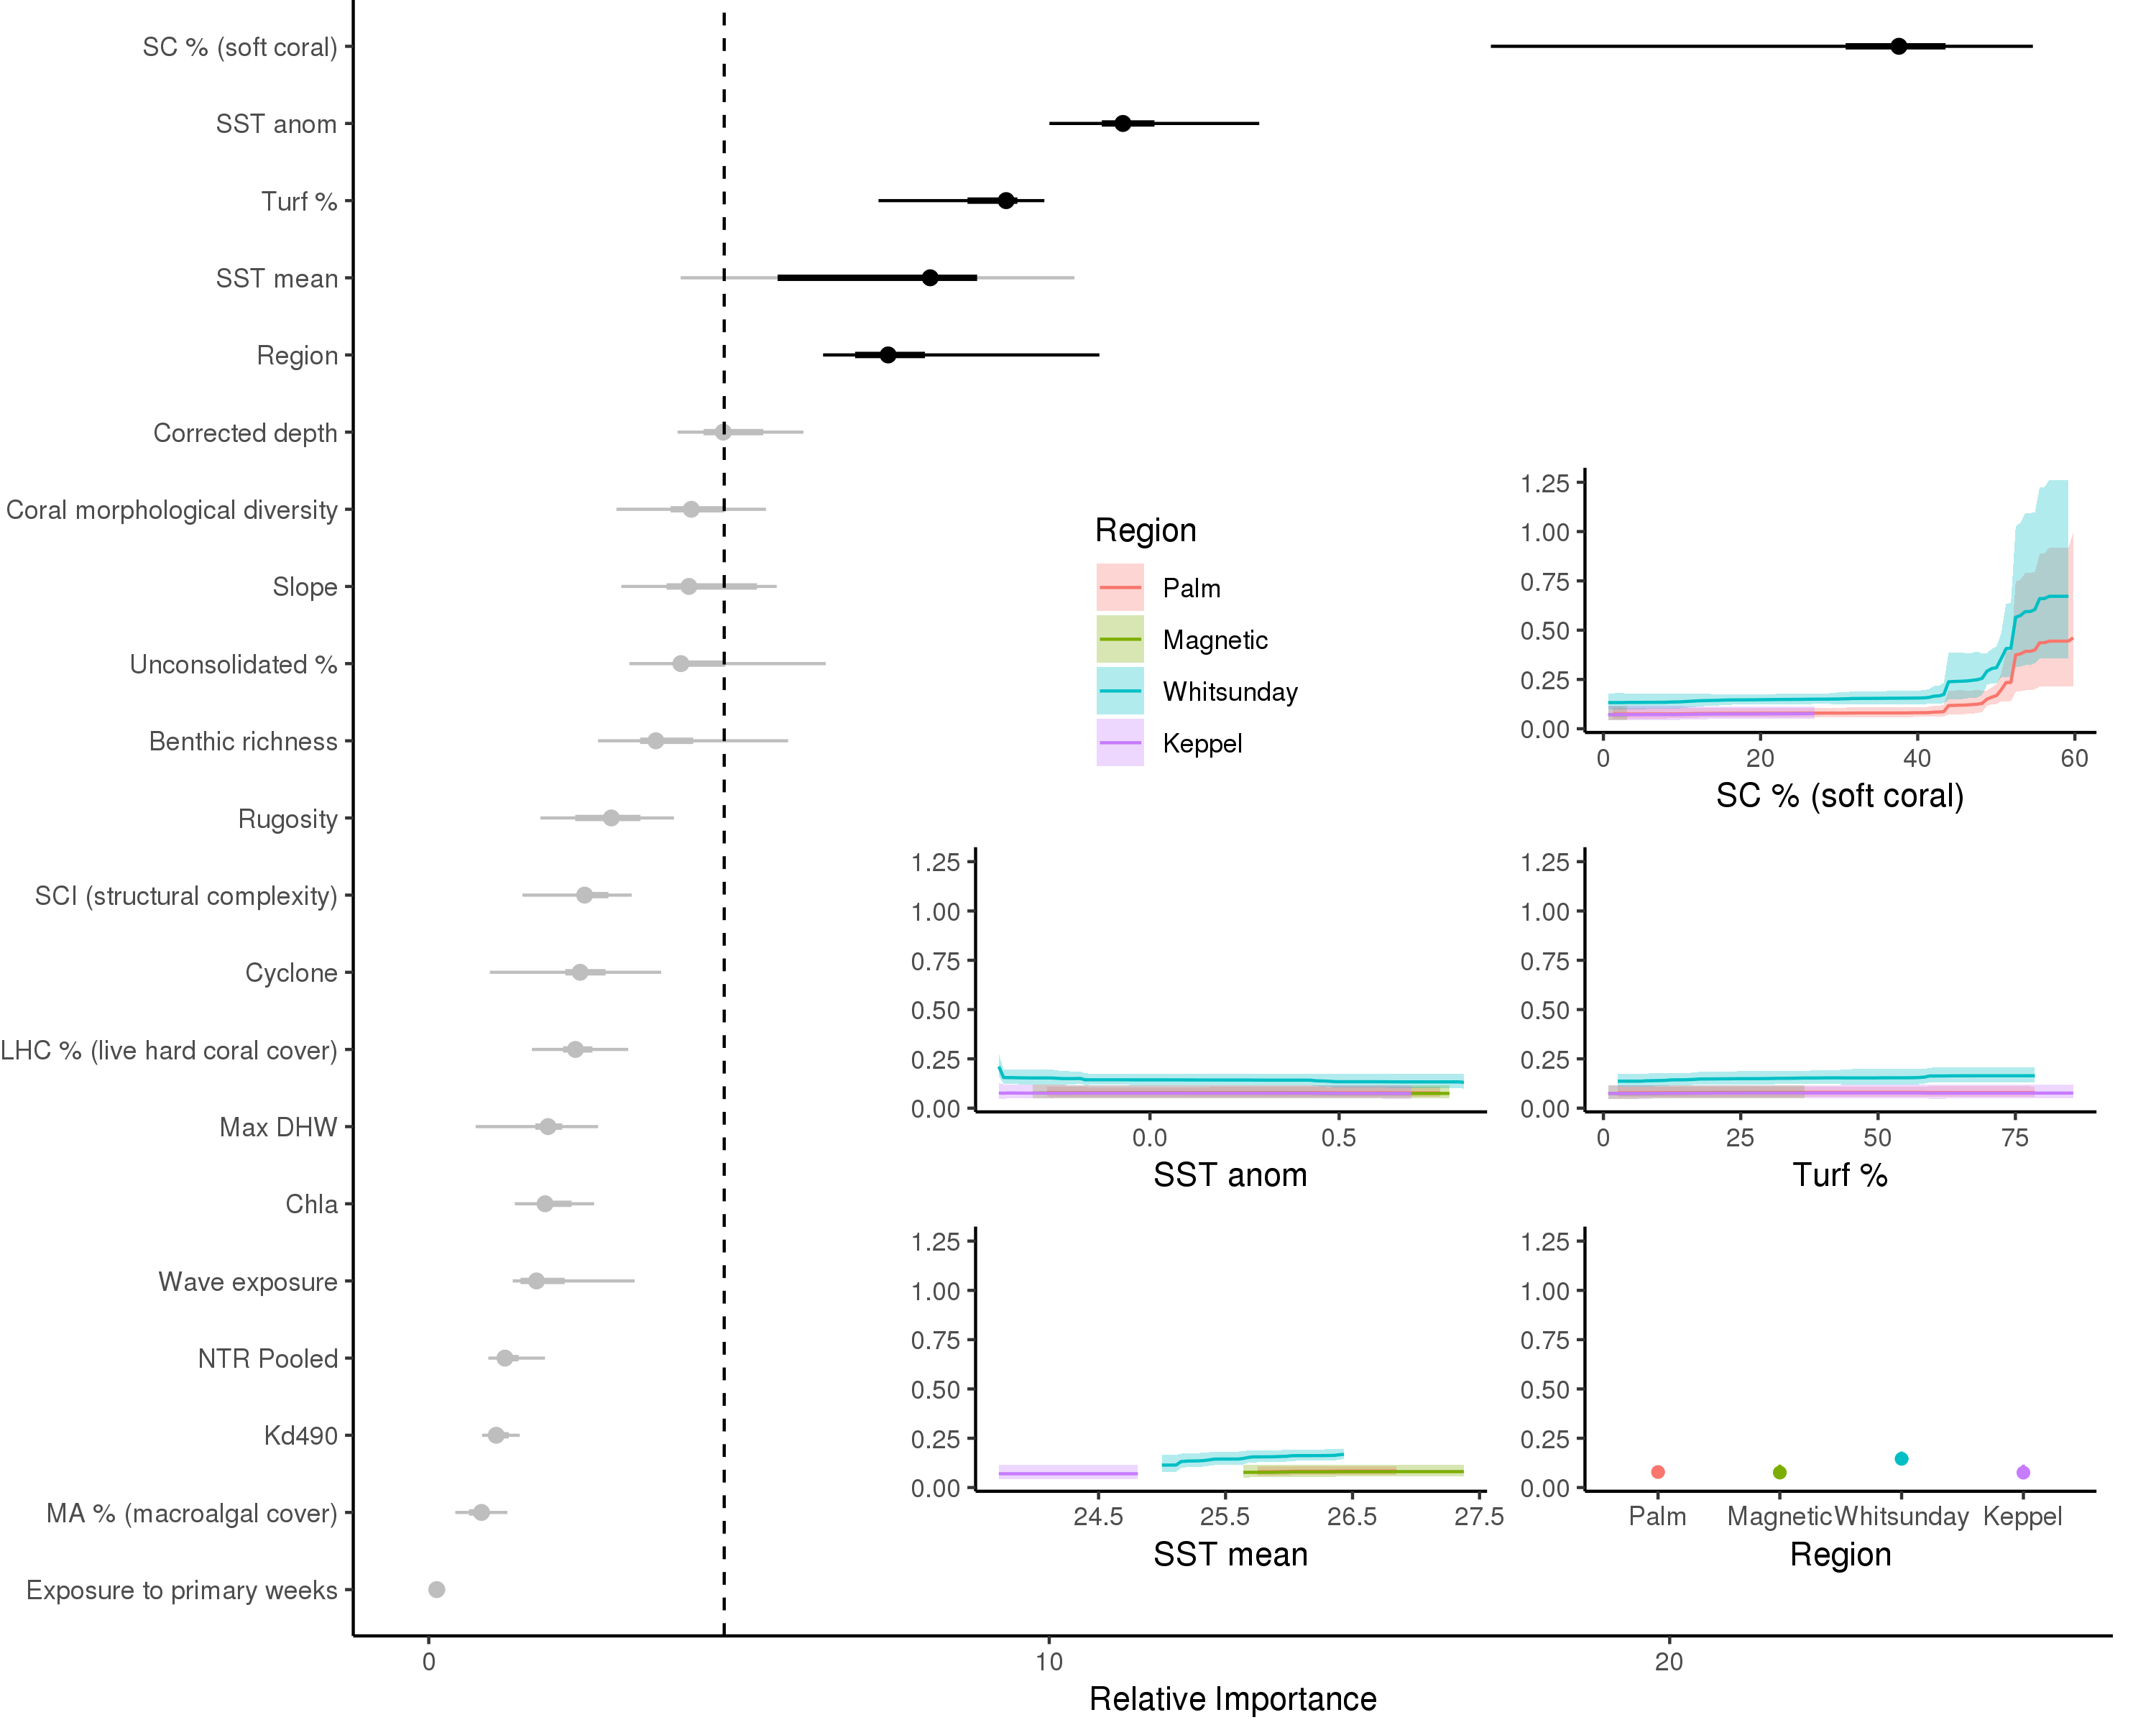 SC % (soft coral)
SST anom
Turf %
SST mean
Region
Corrected depth
Coral morphological diversity
Slope
Unconsolidated %
Benthic richness
Rugosity
SCI (structural complexity)
Cyclone
LHC % (live hard coral cover)
Max DHW
Chla
Wave exposure
NTR Pooled
Kd490
MA % (macroalgal cover)
Exposure to primary weeks
0 10 20
Relative Importance
Region
Palm
Magnetic
Whitsunday
Keppel
1.25
1.00
0.75
0.50
0.25
0.00
0 20 40 60
SC % (soft coral)
1.25
1.00
0.75
0.50
0.25
0.00
0.0 0.5
SST anom
1.25
1.00
0.75
0.50
0.25
0.00
0 25 50 75
Turf %
1.25
1.00
0.75
0.50
0.25
0.00
24.5 25.5 26.5 27.5
SST mean
1.25
1.00
0.75
0.50
0.25
0.00
Palm Magnetic Whitsunday Keppel
Region